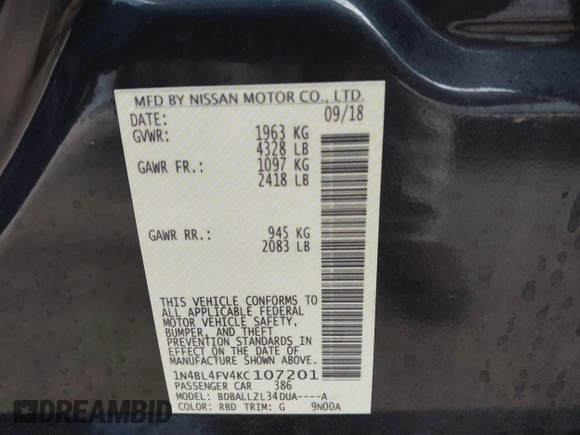 MFD BY NISSAN MOTOR CO., LTD.
DATE: 09/18
GVWR: 1963 KG
4328 LB
GAWR FR.: 1097 KG
2418 LB
GAWR RR.: 945 KG
2083 LB
THIS VEHICLE CONFORMS TO
ALL APPLICABLE FEDERAL
MOTOR VEHICLE SAFETY,
BUMPER, AND THEFT
PREVENTION STANDARDS IN
EFFECT ON THE DATE OF
MANUFACTURE SHOWN ABOVE.
1N4BL4FV4KC107201
PASSENGER CAR 386
MODEL: BDBALLZL34DUA----A
COLOR: RBD TRIM: G 9N00A
DREAMBID